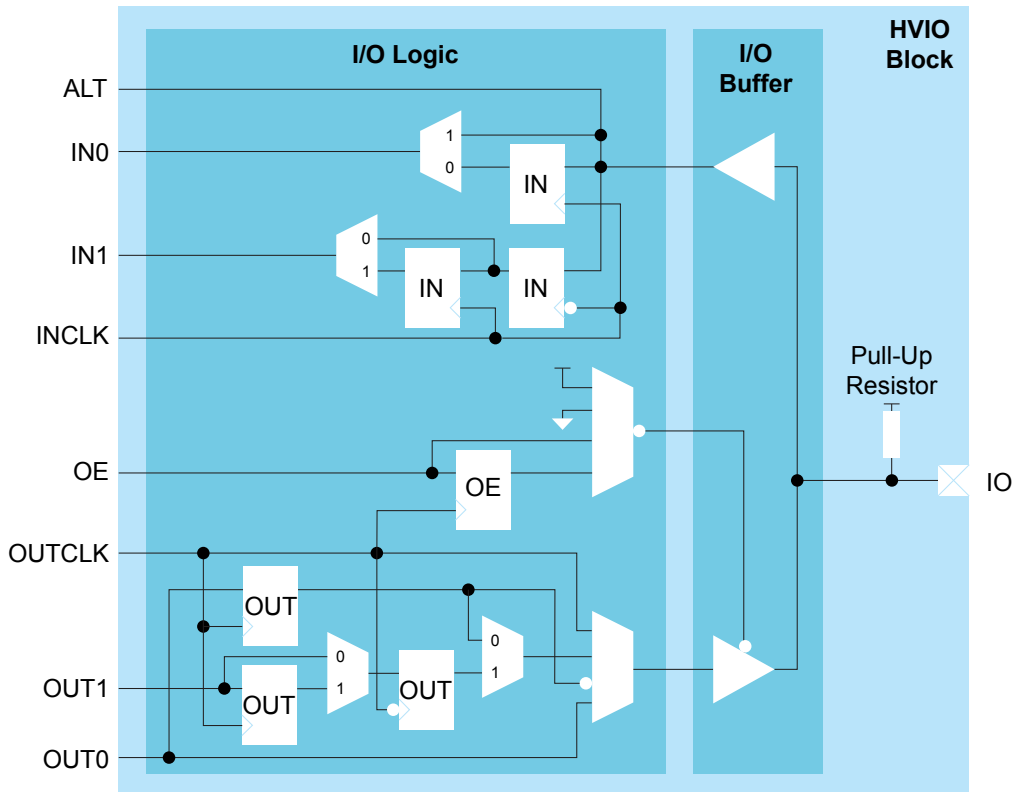 HVIO
Block
I/O Logic
I/O
Buffer
ALT
1
IN0
0
IN
0
IN1
1
IN
IN
INCLK
Pull-Up
Resistor
OE
OE
IO
OUTCLK
OUT
0
0
1
OUT1
1
OUT
OUT
OUT0